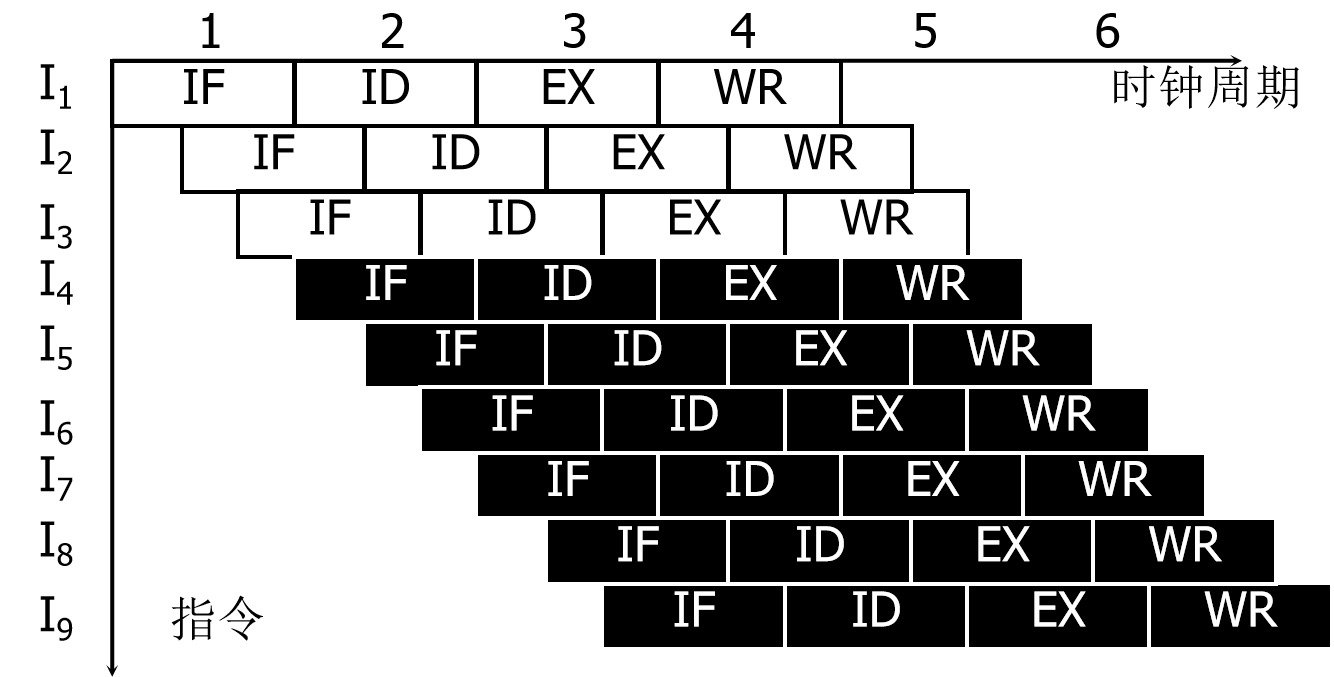 1 2 3 4 5 6
时钟周期
I1 IF ID EX WR
I2 IF ID EX WR
I3 IF ID EX WR
I4 IF ID EX WR
I5 IF ID EX WR
I6 IF ID EX WR
I7 IF ID EX WR
I8 IF ID EX WR
I9 IF ID EX WR
指令